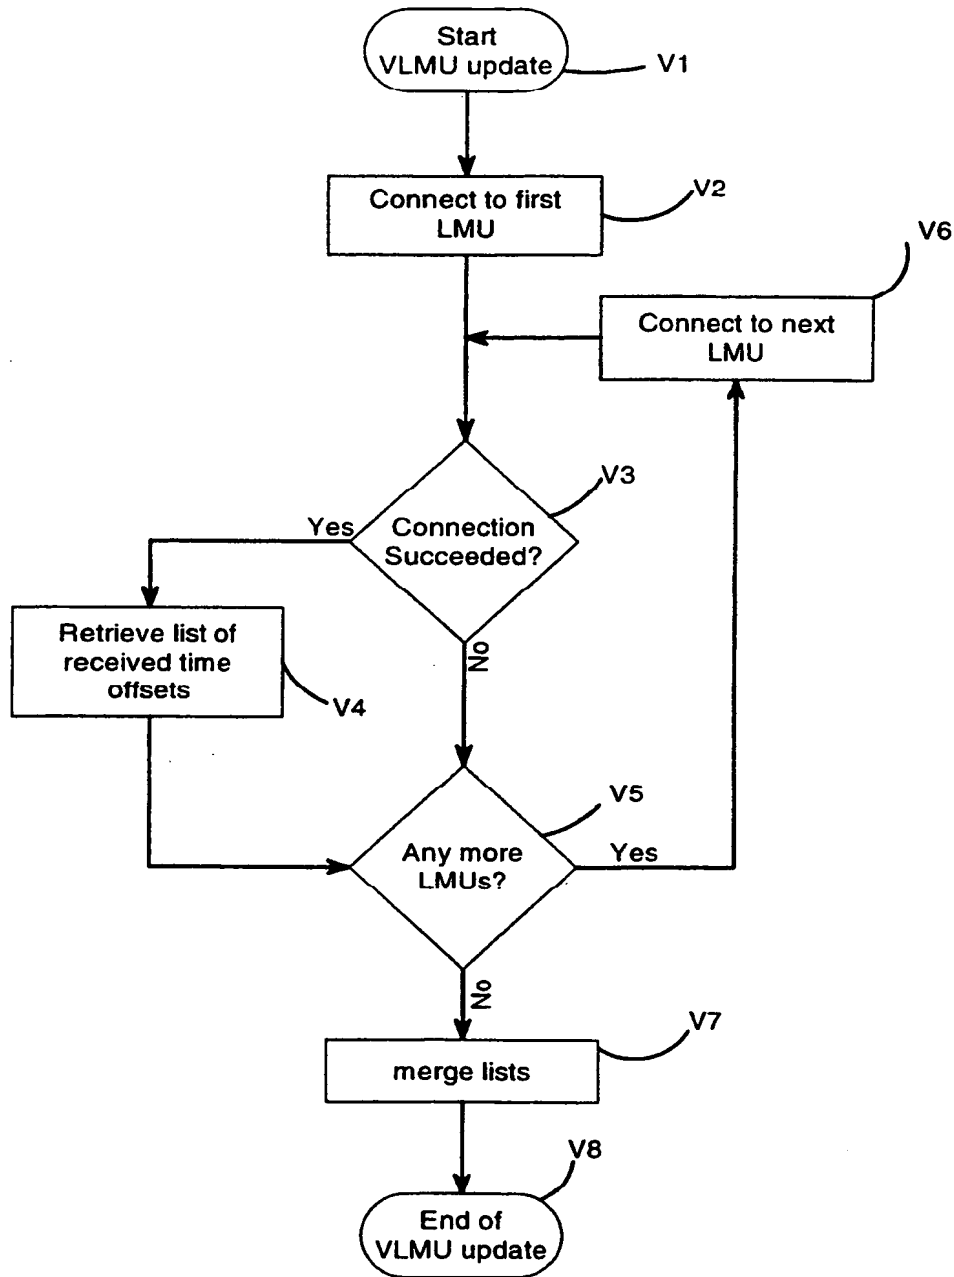 Start
VLMU update
V1
Connect to first
LMU
V2
V6
Connect to next
LMU
V3
Connection
Succeeded?
Yes
No
Retrieve list of
received time
offsets
V4
V5
Any more
LMUs?
Yes
No
V7
merge lists
V8
End of
VLMU update